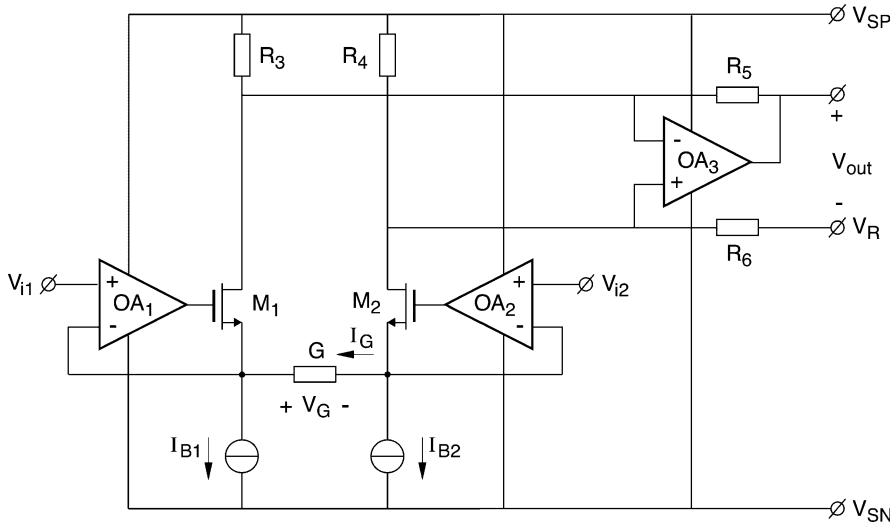 V_SP
R_3
R_4
R_5
+
-
OA_3
+
V_out
-
V_R
R_6
V_i1
+
OA_1
-
M_1
M_2
+
OA_2
-
V_i2
G
I_G
+ V_G -
I_B1
I_B2
V_SN